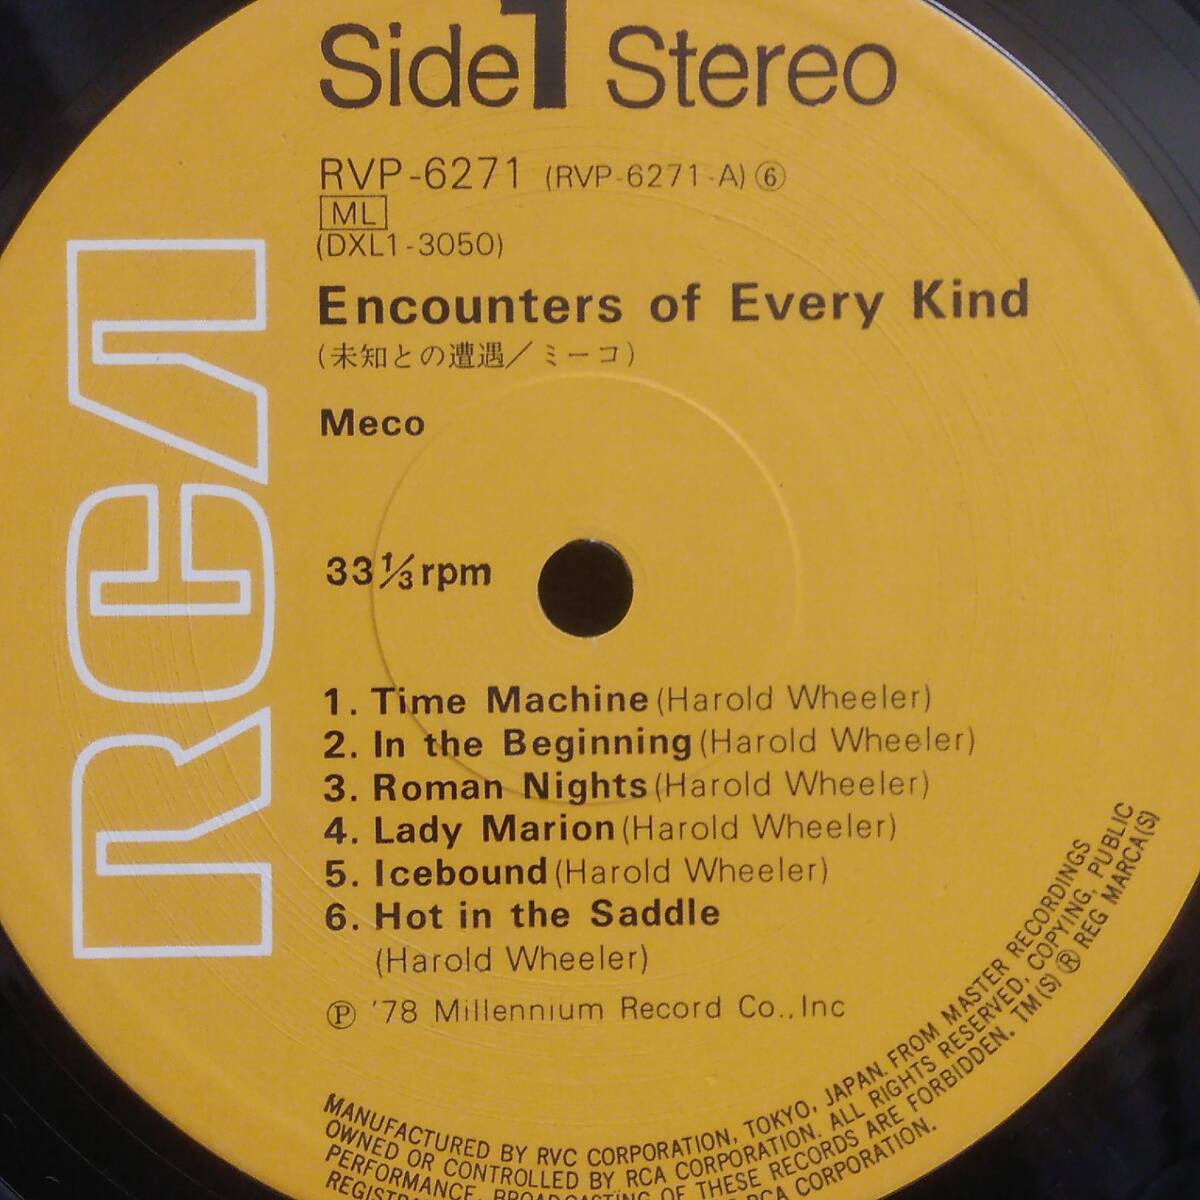 Side 1 Stereo
RVP-6271 (RVP-6271-A)⑥
ML
(DXL1-3050)
Encounters of Every Kind
(未知との遭遇/ミーコ)
Meco
33⅓rpm
1. Time Machine(Harold Wheeler)
2. In the Beginning(Harold Wheeler)
3. Roman Nights(Harold Wheeler)
4. Lady Marion(Harold Wheeler)
5. Icebound(Harold Wheeler)
6. Hot in the Saddle
(Harold Wheeler)
Ⓟ '78 Millennium Record Co., Inc
RCA
MANUFACTURED BY RVC CORPORATION, TOKYO, JAPAN. FROM MASTER RECORDINGS
OWNED OR CONTROLLED BY RCA CORPORATION. ALL RIGHTS RESERVED, COPYING, PUBLIC
PERFORMANCE, BROADCASTING OF THESE RECORDS ARE FORBIDDEN. TM(S) ® REG MARCA(S)
RCA CORPORATION.